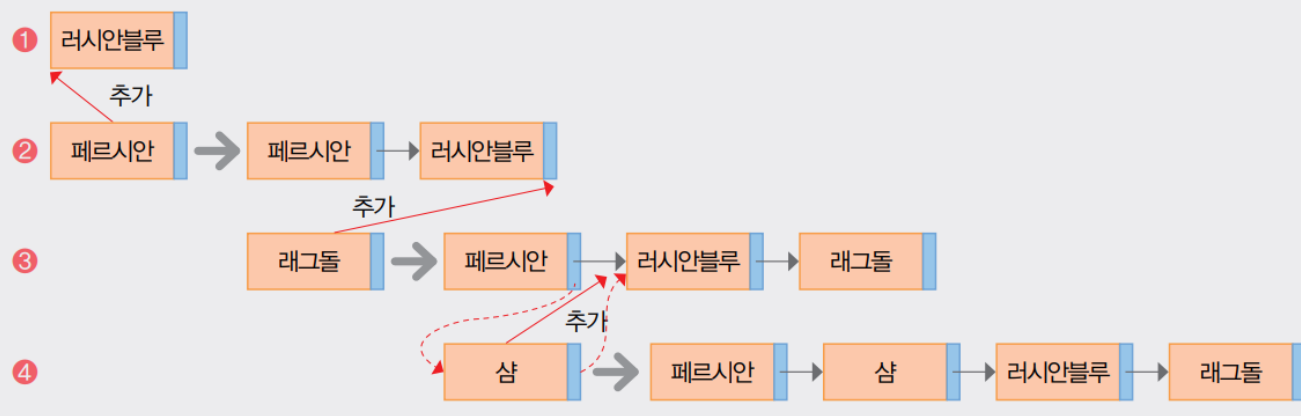 ❶ 러시안블루
추가
❷ 페르시안 페르시안 러시안블루
추가
❸ 래그돌 페르시안 러시안블루 래그돌
추가
❹ 샴 페르시안 샴 러시안블루 래그돌